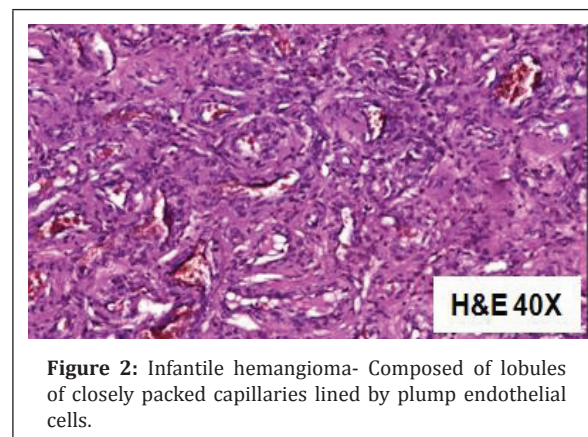 H&E 40X
Figure 2: Infantile hemangioma- Composed of lobules
of closely packed capillaries lined by plump endothelial
cells.